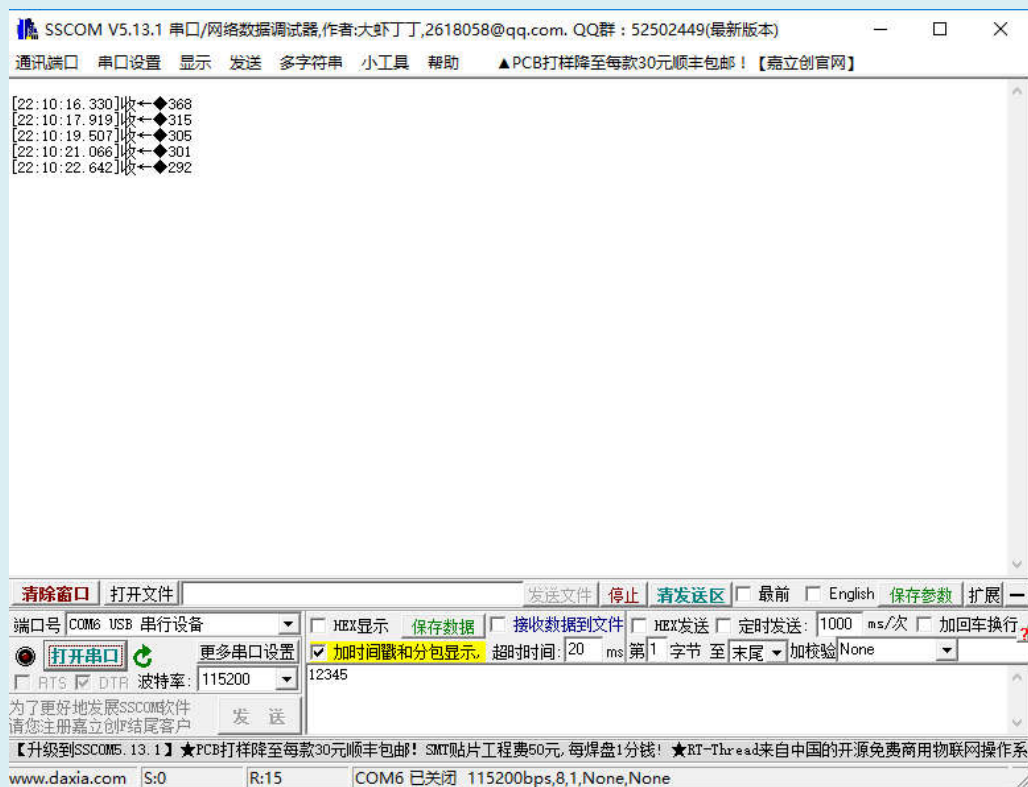 SSCOM V5.13.1 串口/网络数据调试器,作者:大虾丁丁,2618058@qq.com. QQ群：52502449(最新版本)
通讯端口 串口设置 显示 发送 多字符串 小工具 帮助 ▲PCB打样降至每款30元顺丰包邮！【嘉立创官网】
[22:10:16.330]收←◆368
[22:10:17.919]收←◆315
[22:10:19.507]收←◆305
[22:10:21.066]收←◆301
[22:10:22.642]收←◆292
清除窗口 打开文件 发送文件 停止 清发送区 最前 English 保存参数 扩展 —
端口号 COM6 USB 串行设备 HEX显示 保存数据 接收数据到文件 HEX发送 定时发送: 1000 ms/次 加回车换行
打开串口 更多串口设置 加时间戳和分包显示, 超时时间: 20 ms 第1 字节 至 末尾 加校验 None
RTS DTR 波特率: 115200 12345
为了更好地发展SSCOM软件
请您注册嘉立创F结尾客户 发 送
【升级到SSCOM5.13.1】★PCB打样降至每款30元顺丰包邮！SMT贴片工程费50元,每焊盘1分钱！★RT-Thread来自中国的开源免费商用物联网操作系
www.daxia.com S:0 R:15 COM6 已关闭 115200bps,8,1,None,None